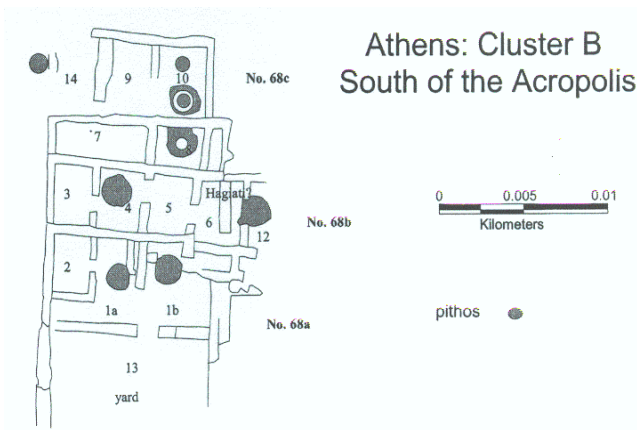 Athens: Cluster B
South of the Acropolis
14
9
10
No. 68c
7
8
3
4
5
Hagiati?
6
12
No. 68b
0
0.005
0.01
Kilometers
2
1a
1b
No. 68a
pithos
13
yard